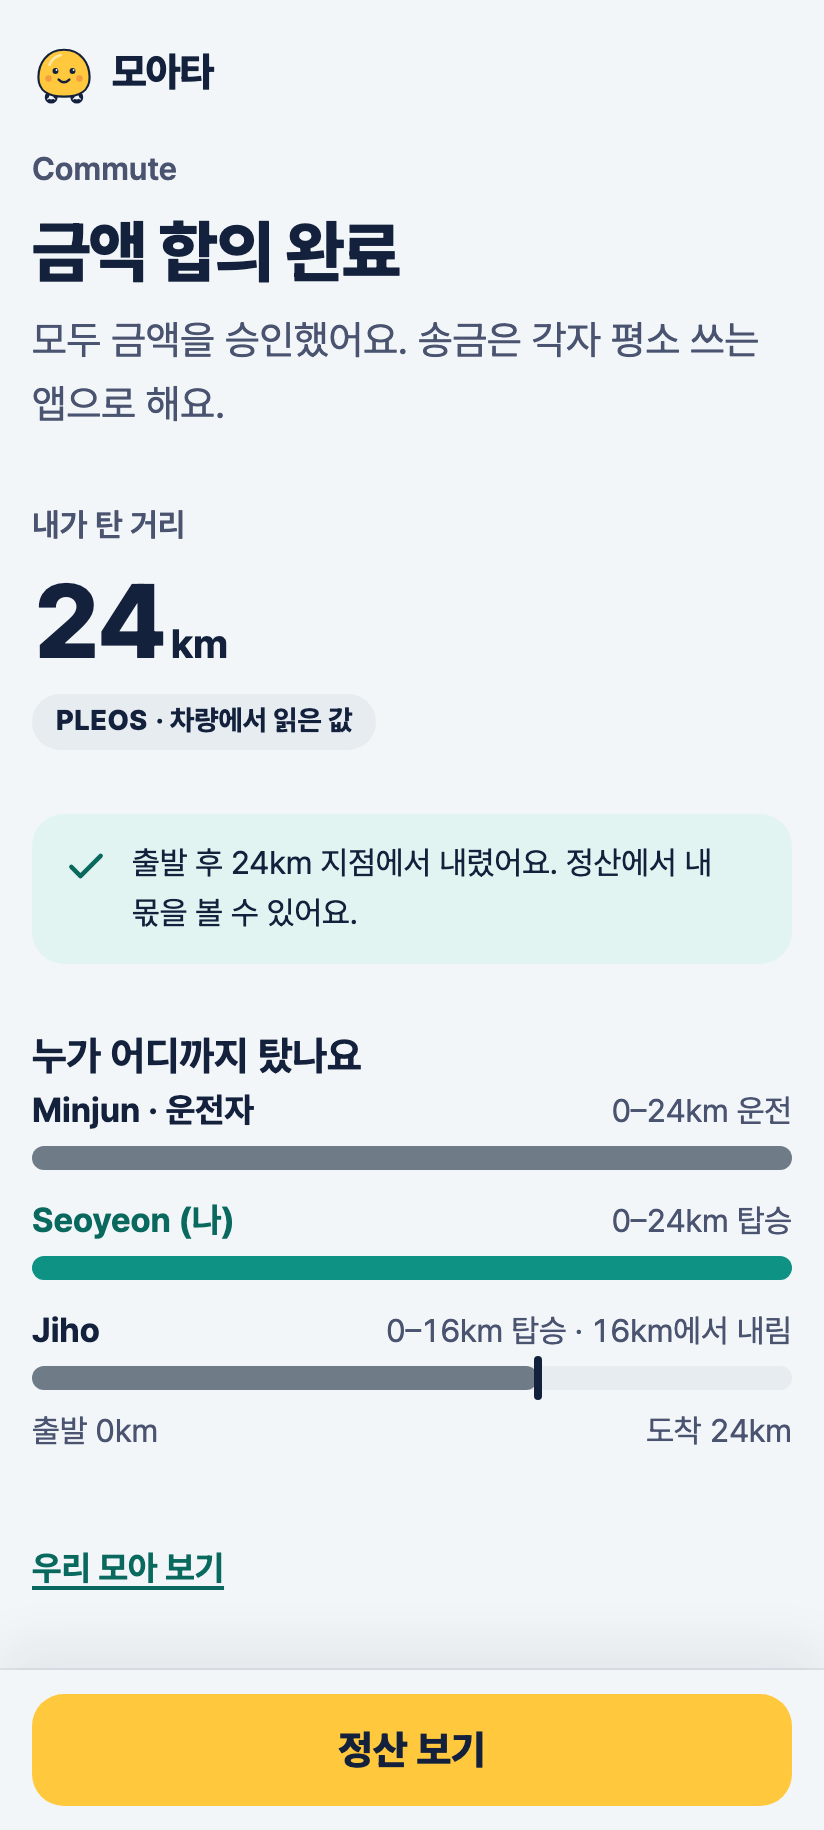 모아타
Commute
금액 합의 완료
모두 금액을 승인했어요. 송금은 각자 평소 쓰는
앱으로 해요.
내가 탄 거리
24 km
PLEOS · 차량에서 읽은 값
출발 후 24km 지점에서 내렸어요. 정산에서 내
몫을 볼 수 있어요.
누가 어디까지 탔나요
Minjun · 운전자 0–24km 운전
Seoyeon (나) 0–24km 탑승
Jiho 0–16km 탑승 · 16km에서 내림
출발 0km 도착 24km
우리 모아 보기
정산 보기